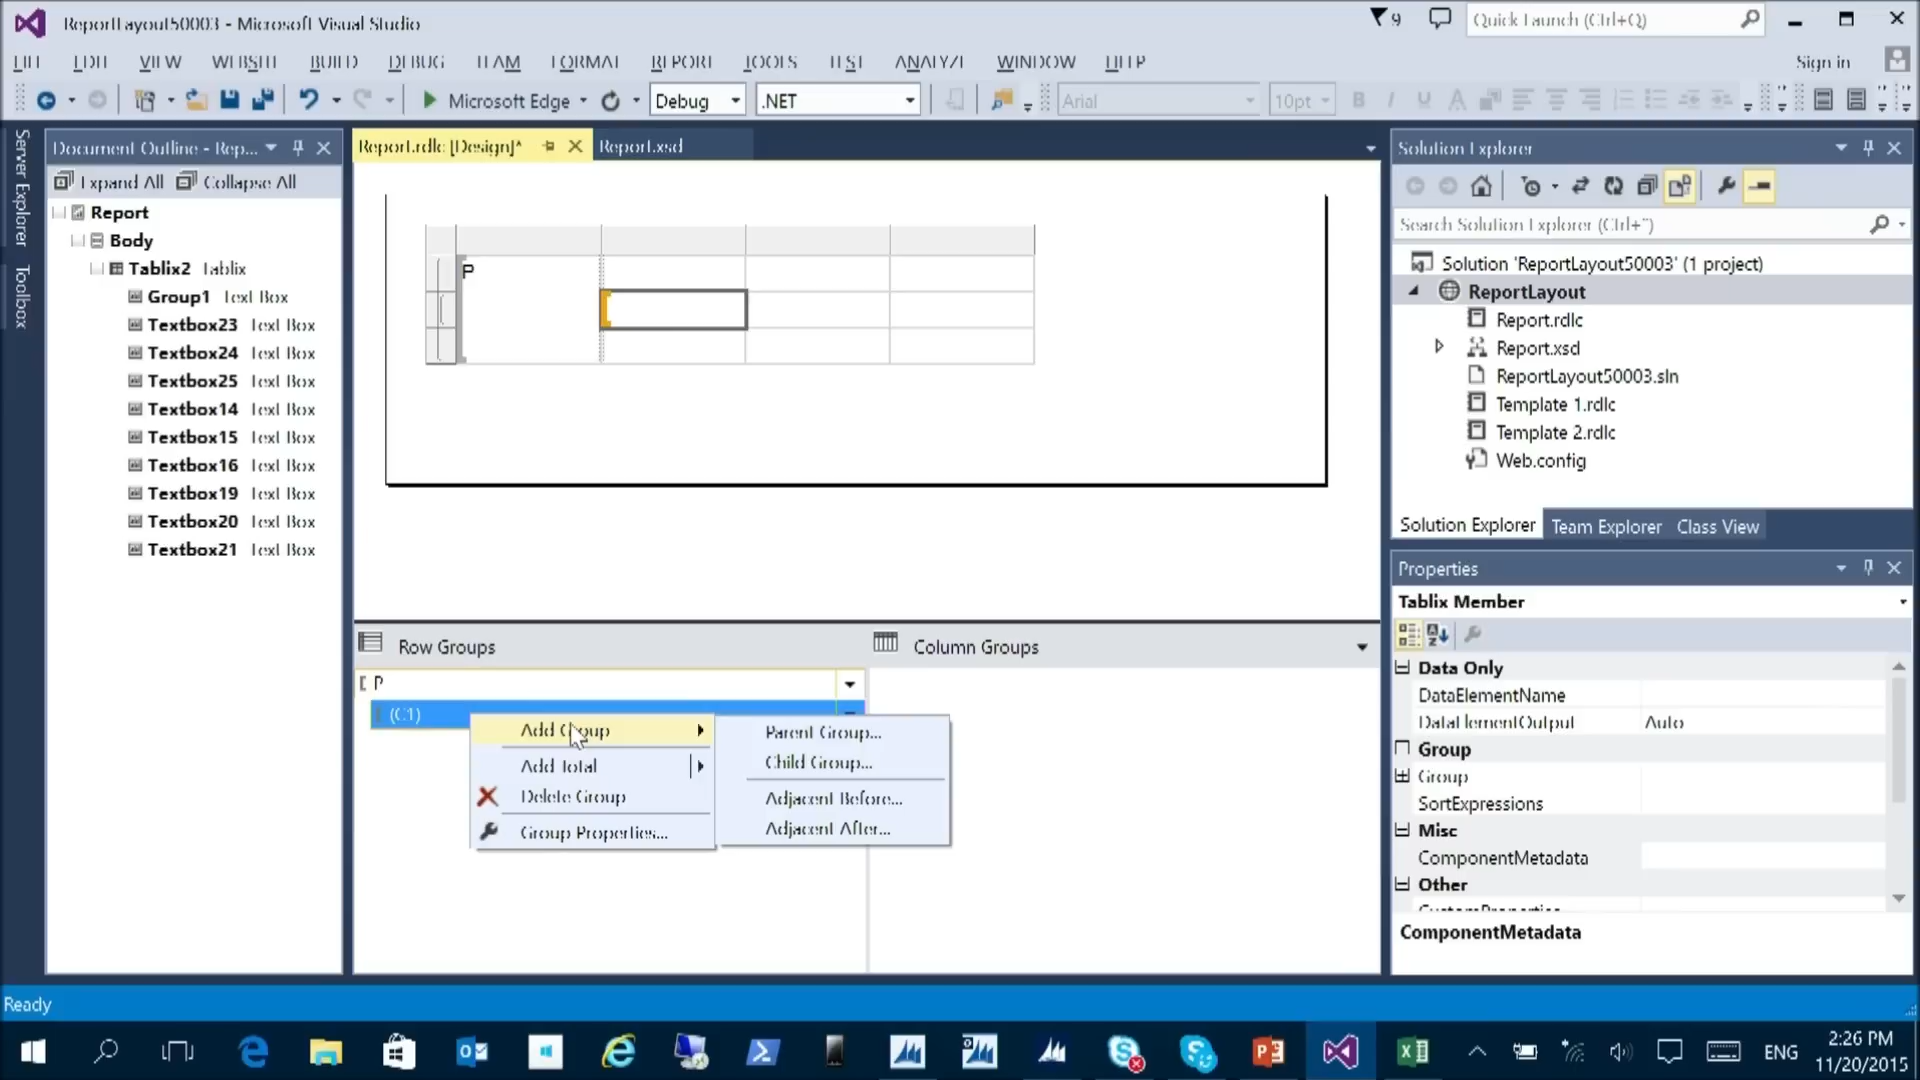 ReportLayout50003 - Microsoft Visual Studio
9
Quick Launch (Ctrl+Q)
FILE EDIT VIEW WEBSITE BUILD DEBUG TEAM FORMAT REPORT TOOLS TEST ANALYZE WINDOW HELP
Sign in
Microsoft Edge Debug .NET Arial 10pt
Server Explorer
Toolbox
Document Outline - Rep...
Expand All Collapse All
Report
Body
Tablix2 Tablix
Group1 Text Box
Textbox23 Text Box
Textbox24 Text Box
Textbox25 Text Box
Textbox14 Text Box
Textbox15 Text Box
Textbox16 Text Box
Textbox19 Text Box
Textbox20 Text Box
Textbox21 Text Box
Report.rdlc [Design]*
Report.xsd
P
Row Groups
Column Groups
P
(C1)
Add Group
Add Total
Delete Group
Group Properties...
Parent Group...
Child Group...
Adjacent Before...
Adjacent After...
Solution Explorer
Search Solution Explorer (Ctrl+")
Solution 'ReportLayout50003' (1 project)
ReportLayout
Report.rdlc
Report.xsd
ReportLayout50003.sln
Template 1.rdlc
Template 2.rdlc
Web.config
Solution Explorer Team Explorer Class View
Properties
Tablix Member
Data Only
DataElementName
DataElementOutput Auto
Group
Group
SortExpressions
Misc
ComponentMetadata
Other
CustomProperties
ComponentMetadata
Ready
ENG
2:26 PM
11/20/2015